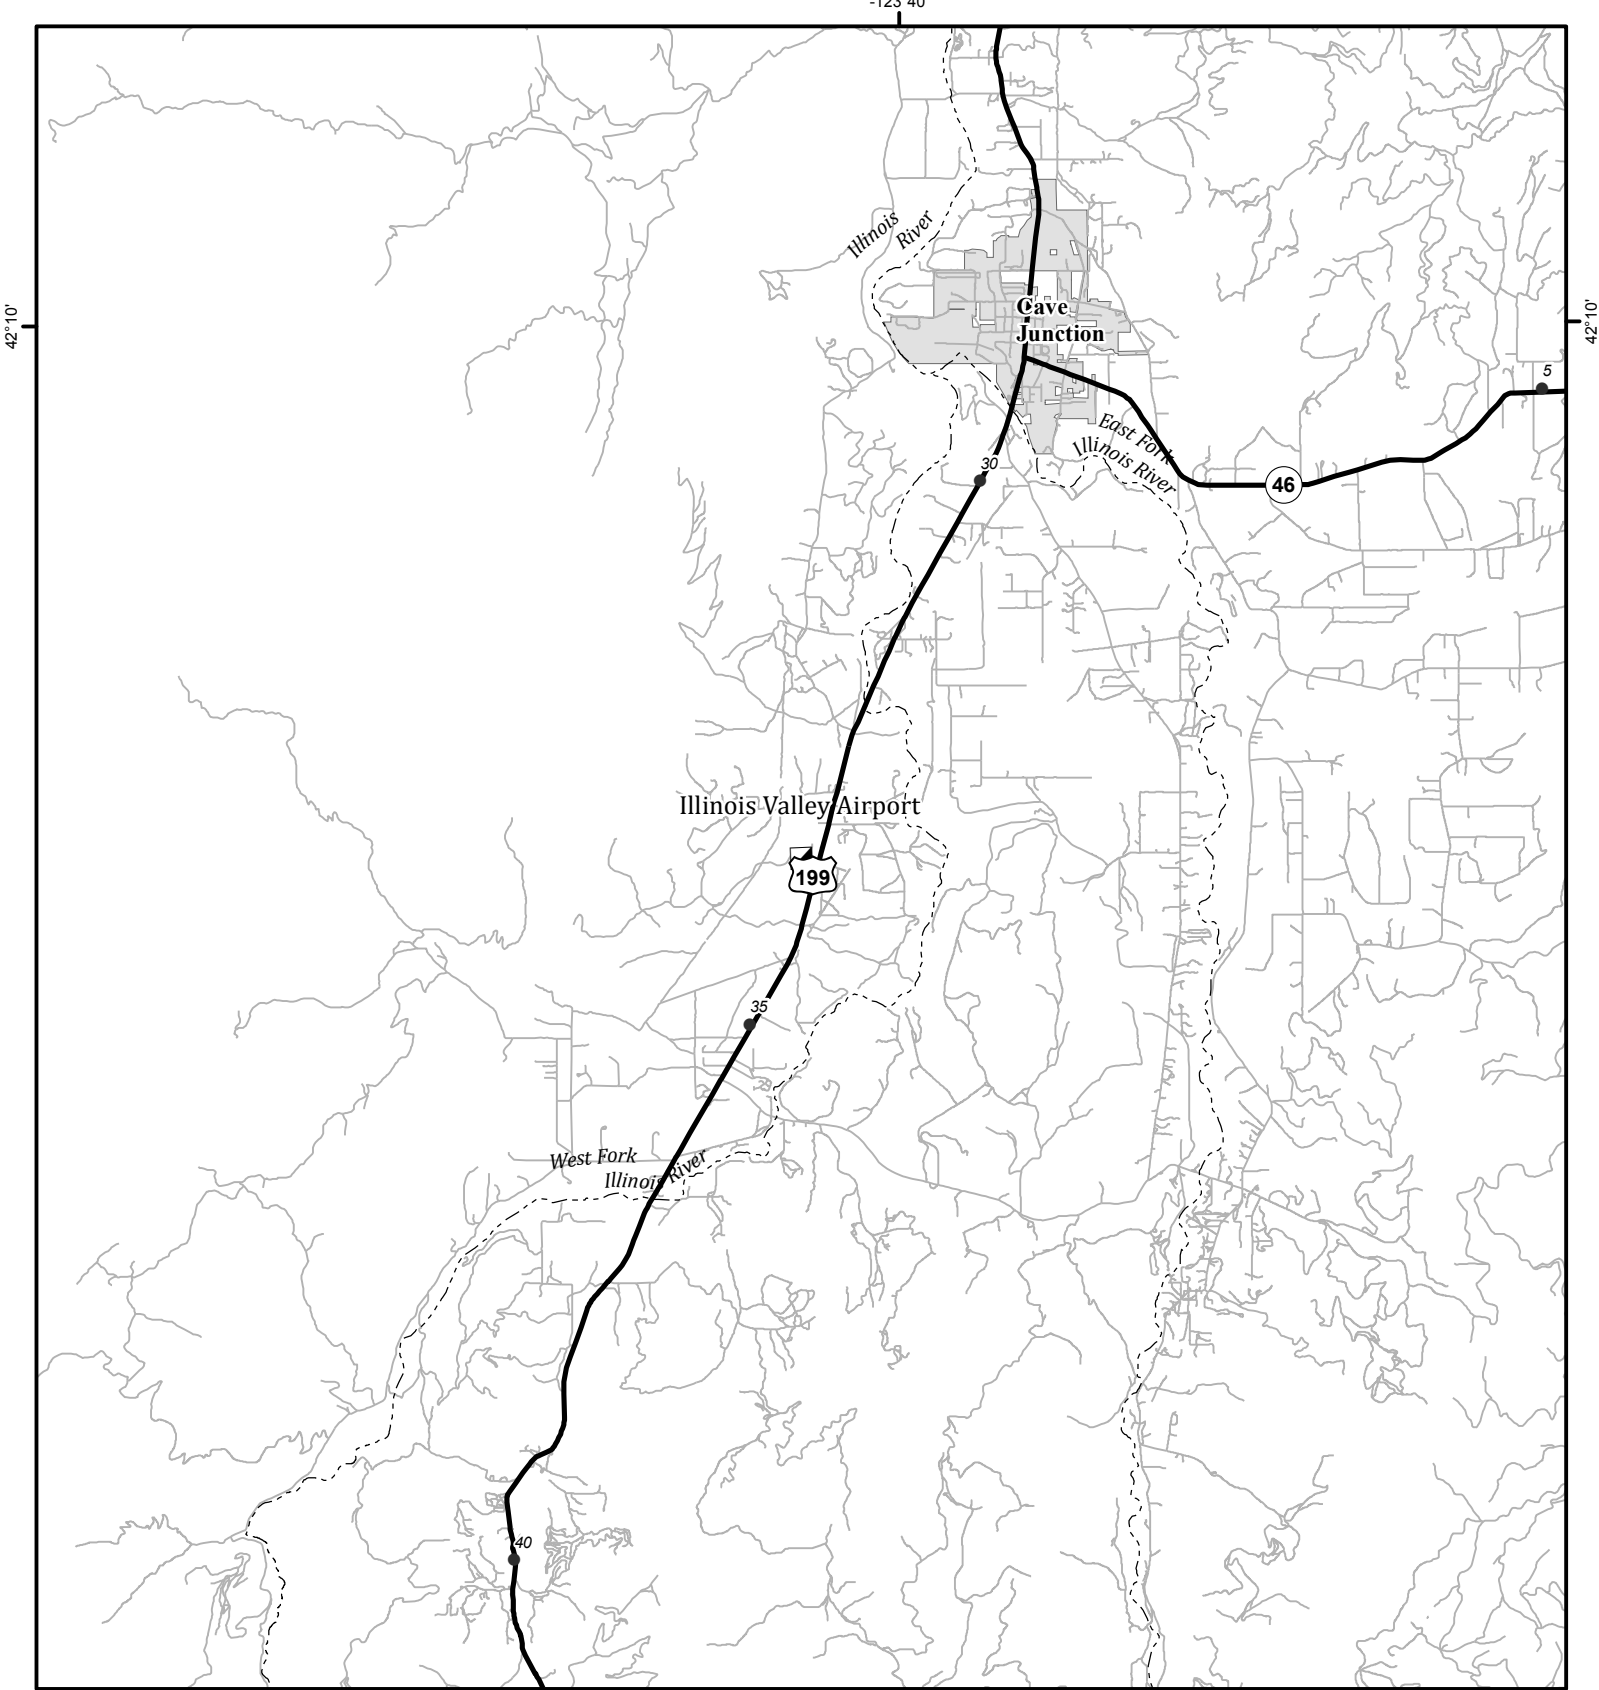 -123°40'
Illinois
River
42°10'
42°10'
Cave
Junction
5
East Fork
Illinois River
30
46
Illinois Valley Airport
199
35
West Fork
Illinois River
40